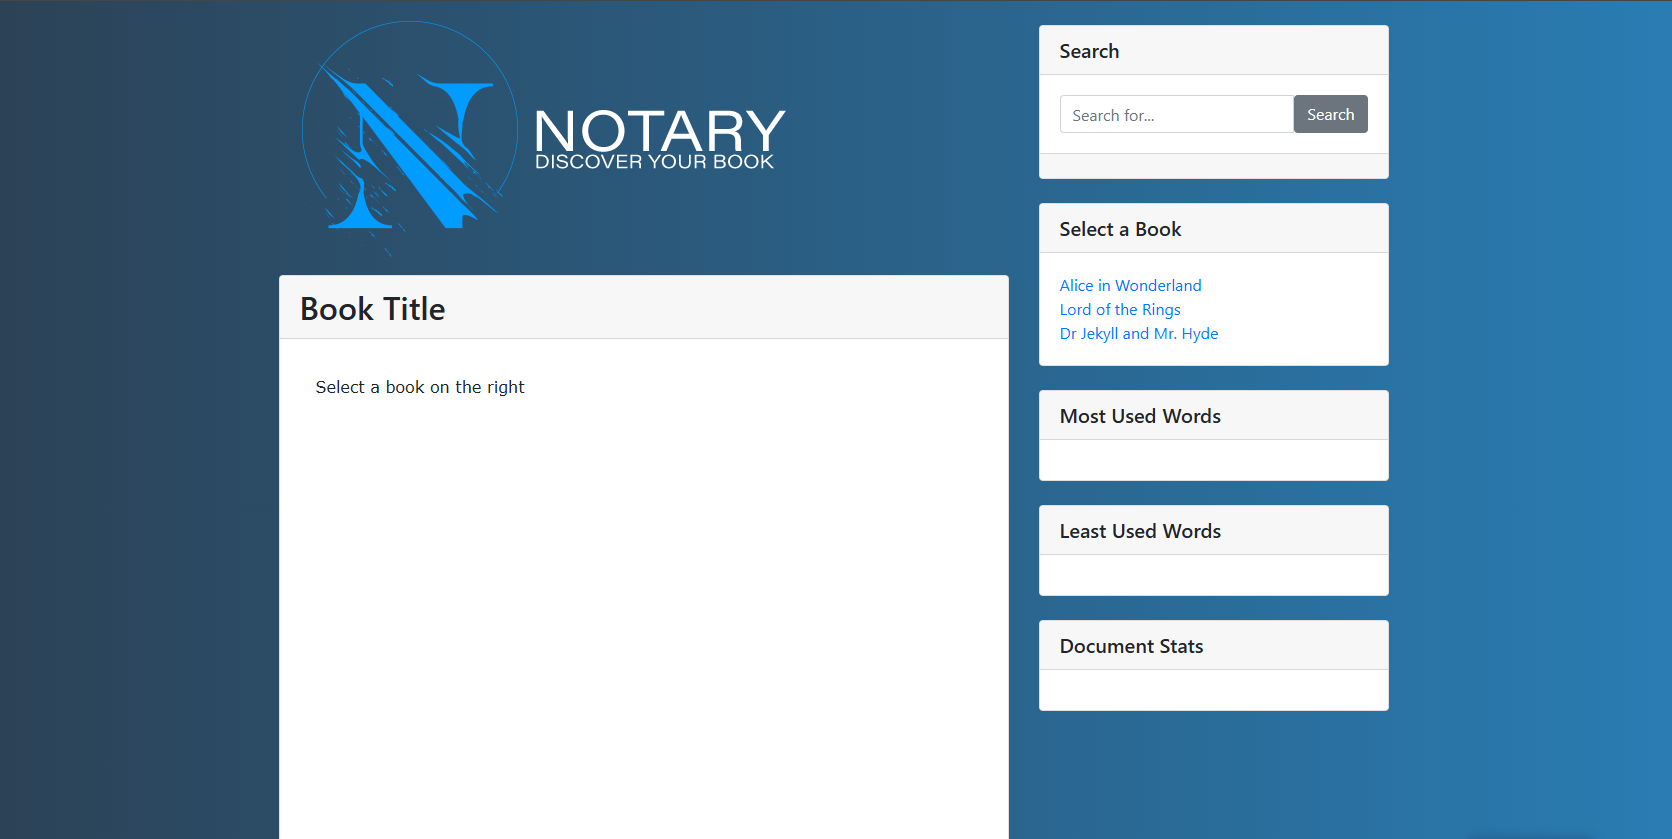 NOTARY
DISCOVER YOUR BOOK
Book Title
Select a book on the right
Search
Search for...
Search
Select a Book
Alice in Wonderland
Lord of the Rings
Dr Jekyll and Mr. Hyde
Most Used Words
Least Used Words
Document Stats